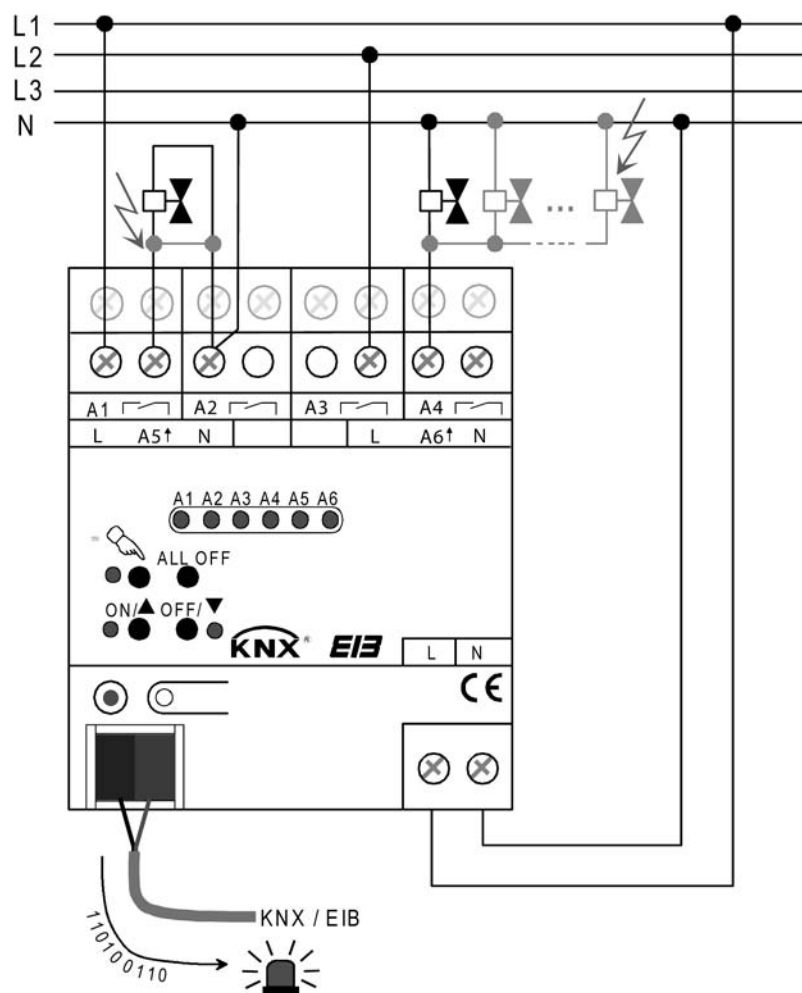 L1
L2
L3
N
A1 A2 A3 A4
L A5↑ N L A6↑ N
A1 A2 A3 A4 A5 A6
ALL OFF
ON/▲ OFF/▼
KNX® EIB
L N
CE
KNX / EIB
110100110